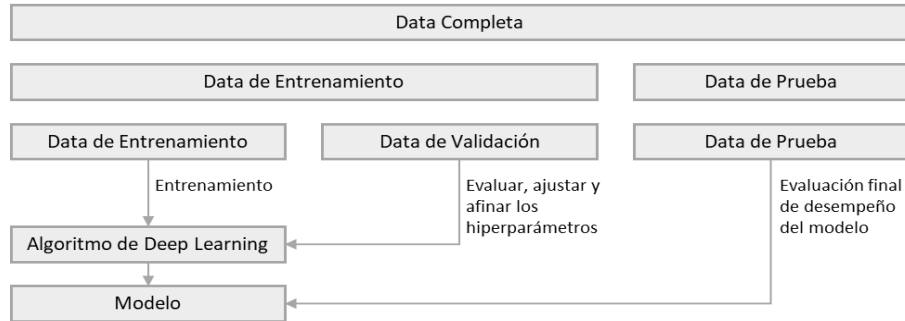 Data Completa
Data de Entrenamiento
Data de Prueba
Data de Entrenamiento
Data de Validación
Data de Prueba
Entrenamiento
Evaluar, ajustar y
afinar los
hiperparámetros
Evaluación final
de desempeño
del modelo
Algoritmo de Deep Learning
Modelo